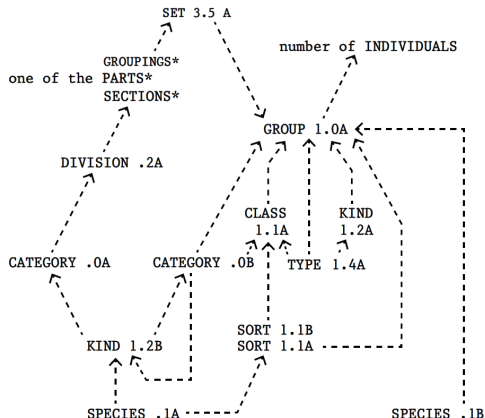 SET 3.5 A
number of INDIVIDUALS
GROUPINGS*
one of the PARTS*
SECTIONS*
GROUP 1.0A
DIVISION .2A
CLASS
1.1A
KIND
1.2A
CATEGORY .0A
CATEGORY .0B
TYPE 1.4A
SORT 1.1B
SORT 1.1A
KIND 1.2B
SPECIES .1A
SPECIES .1B